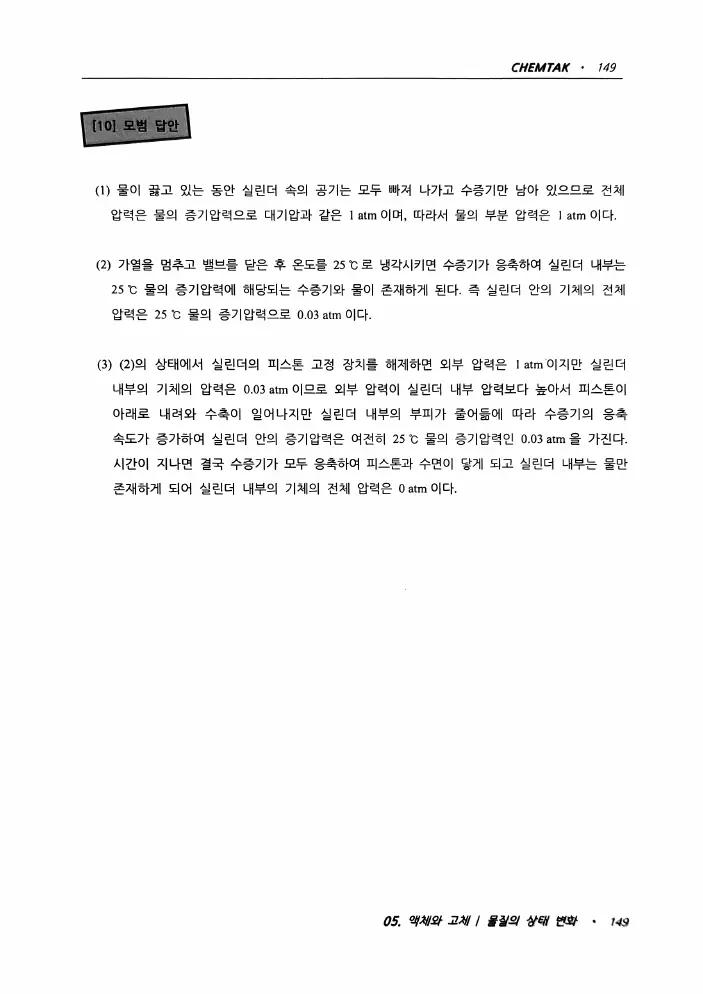 CHEMTAK • 149
[10] 모범 답안
(1) 물이 끓고 있는 동안 실린더 속의 공기는 모두 빠져 나가고 수증기만 남아 있으므로 전체
압력은 물의 증기압력으로 대기압과 같은 1 atm 이며, 따라서 물의 부분 압력은 1 atm 이다.
(2) 가열을 멈추고 밸브를 닫은 후 온도를 25 ℃ 로 냉각시키면 수증기가 응축하여 실린더 내부는
25 ℃ 물의 증기압력에 해당되는 수증기와 물이 존재하게 된다. 즉 실린더 안의 기체의 전체
압력은 25 ℃ 물의 증기압력으로 0.03 atm 이다.
(3) (2)의 상태에서 실린더의 피스톤 고정 장치를 해제하면 외부 압력은 1 atm 이지만 실린더
내부의 기체의 압력은 0.03 atm 이므로 외부 압력이 실린더 내부 압력보다 높아서 피스톤이
아래로 내려와 수축이 일어나지만 실린더 내부의 부피가 줄어듦에 따라 수증기의 응축
속도가 증가하여 실린더 안의 증기압력은 여전히 25 ℃ 물의 증기압력인 0.03 atm 을 가진다.
시간이 지나면 결국 수증기가 모두 응축하여 피스톤과 수면이 닿게 되고 실린더 내부는 물만
존재하게 되어 실린더 내부의 기체의 전체 압력은 0 atm 이다.
05. 액체와 고체 / 물질의 상태 변화 • 149